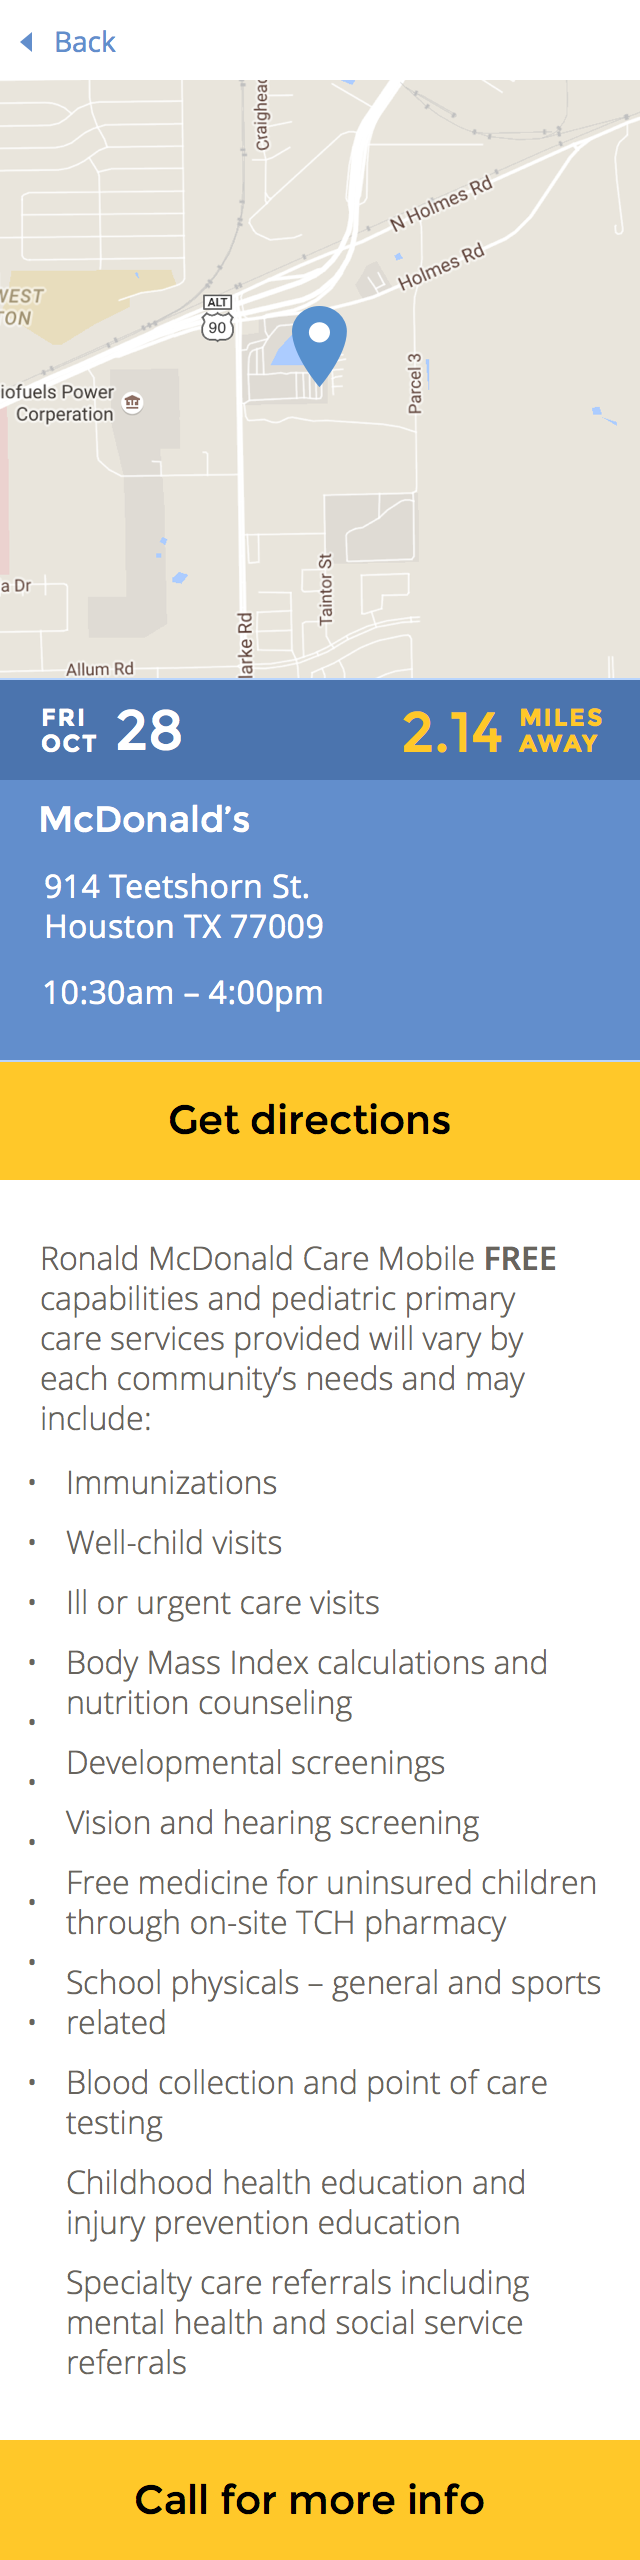 Back
Craighead
N Holmes Rd
Holmes Rd
WEST
TON
ALT
90
Parcel 3
iofuels Power
Corperation
a Dr
Taintor St
larke Rd
Allum Rd
FRI
OCT
28
2.14
MILES
AWAY
McDonald’s
914 Teetshorn St.
Houston TX 77009
10:30am – 4:00pm
Get directions
Ronald McDonald Care Mobile FREE
capabilities and pediatric primary
care services provided will vary by
each community’s needs and may
include:
• Immunizations
• Well-child visits
• Ill or urgent care visits
• Body Mass Index calculations and
nutrition counseling
• Developmental screenings
• Vision and hearing screening
• Free medicine for uninsured children
through on-site TCH pharmacy
• School physicals – general and sports
related
• Blood collection and point of care
testing
• Childhood health education and
injury prevention education
• Specialty care referrals including
mental health and social service
referrals
Call for more info